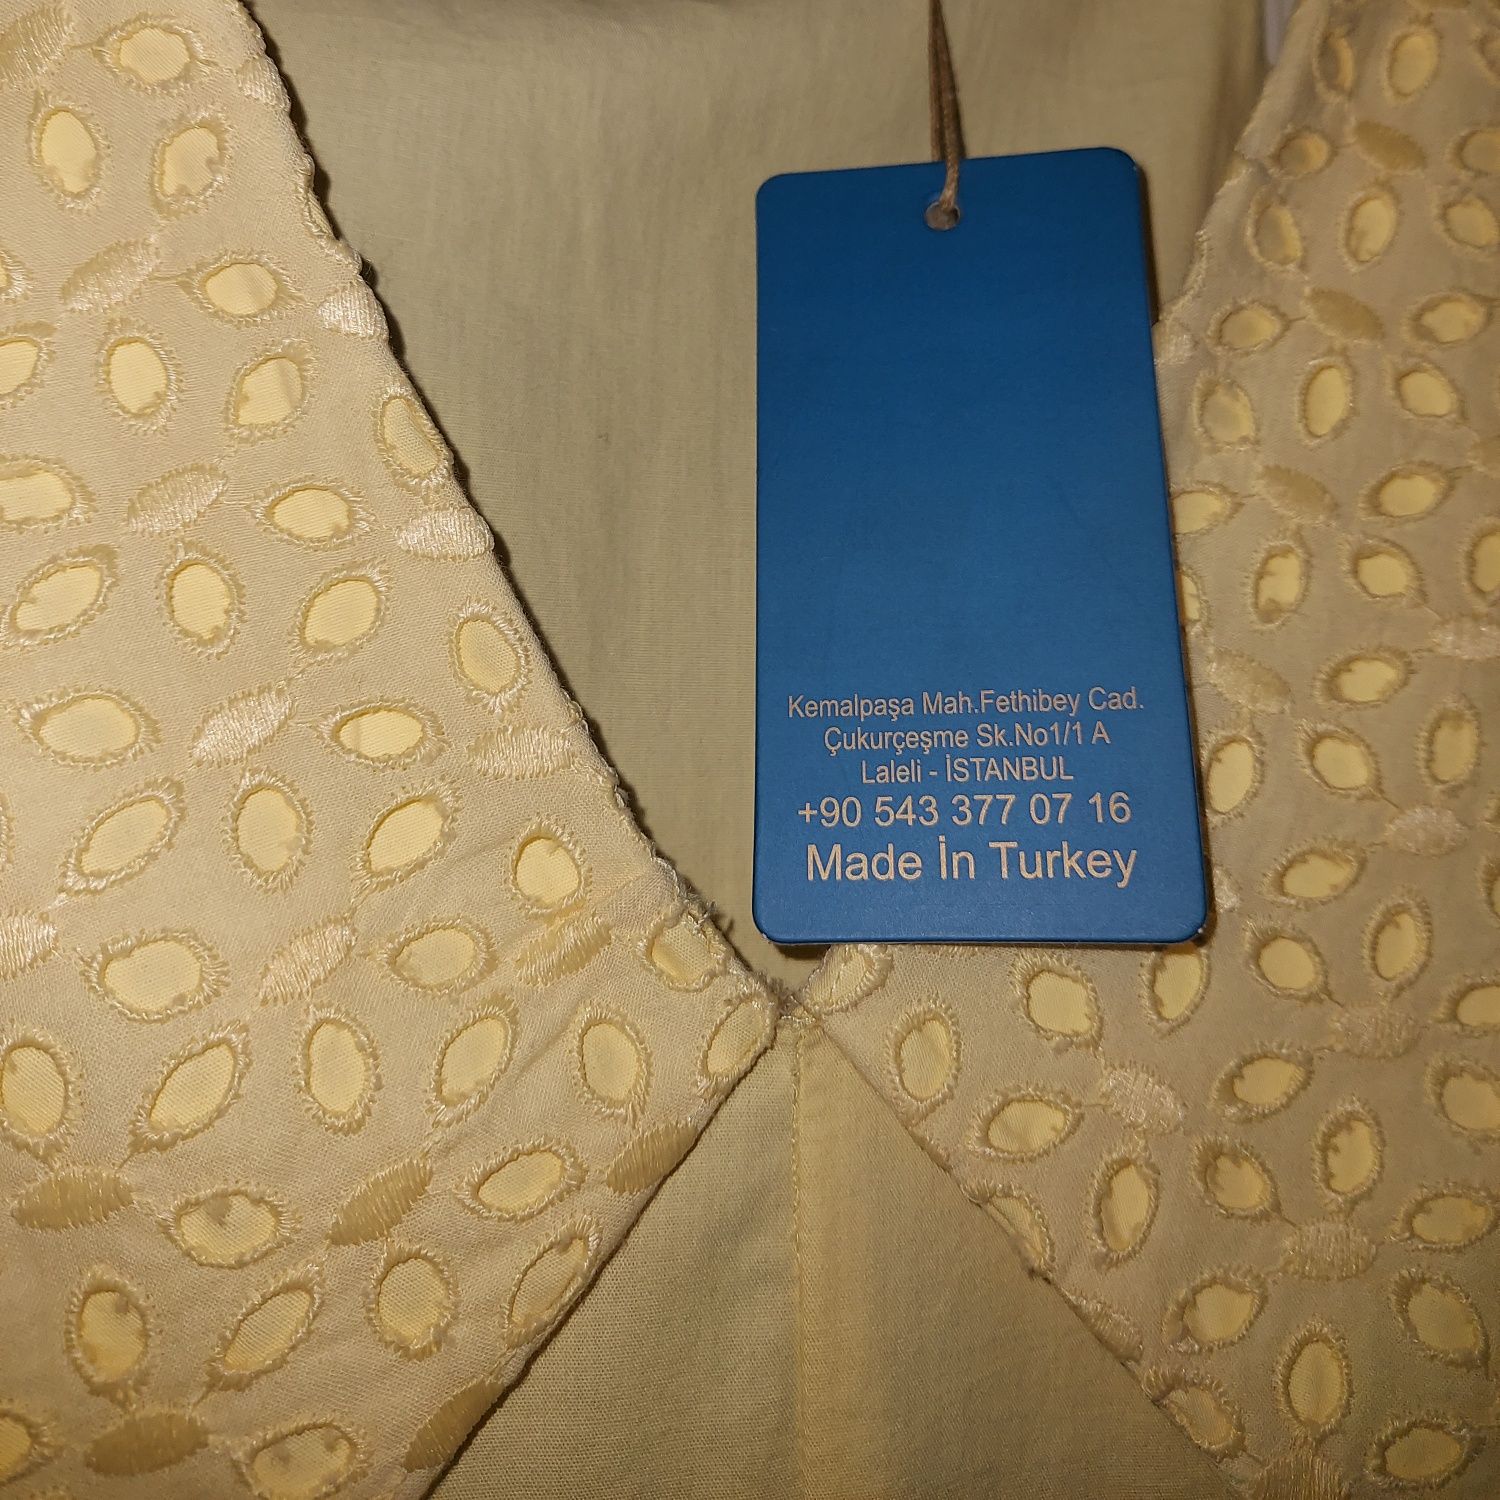 Kemalpaşa Mah.Fethibey Cad.
Çukurçeşme Sk.No1/1 A
Laleli - İSTANBUL
+90 543 377 07 16
Made İn Turkey